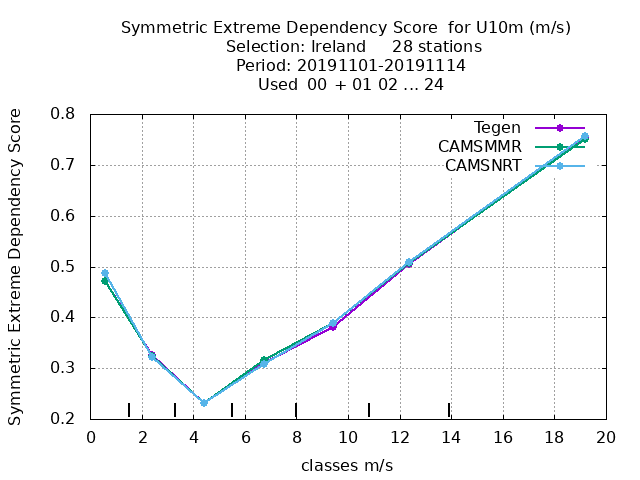 Symmetric Extreme Dependency Score  for U10m (m/s)
Selection: Ireland     28 stations
Period: 20191101-20191114
Used  00 + 01 02 ... 24
Symmetric Extreme Dependency Score
0.8
0.7
0.6
0.5
0.4
0.3
0.2
Tegen
CAMSMMR
CAMSNRT
0 2 4 6 8 10 12 14 16 18 20
classes m/s